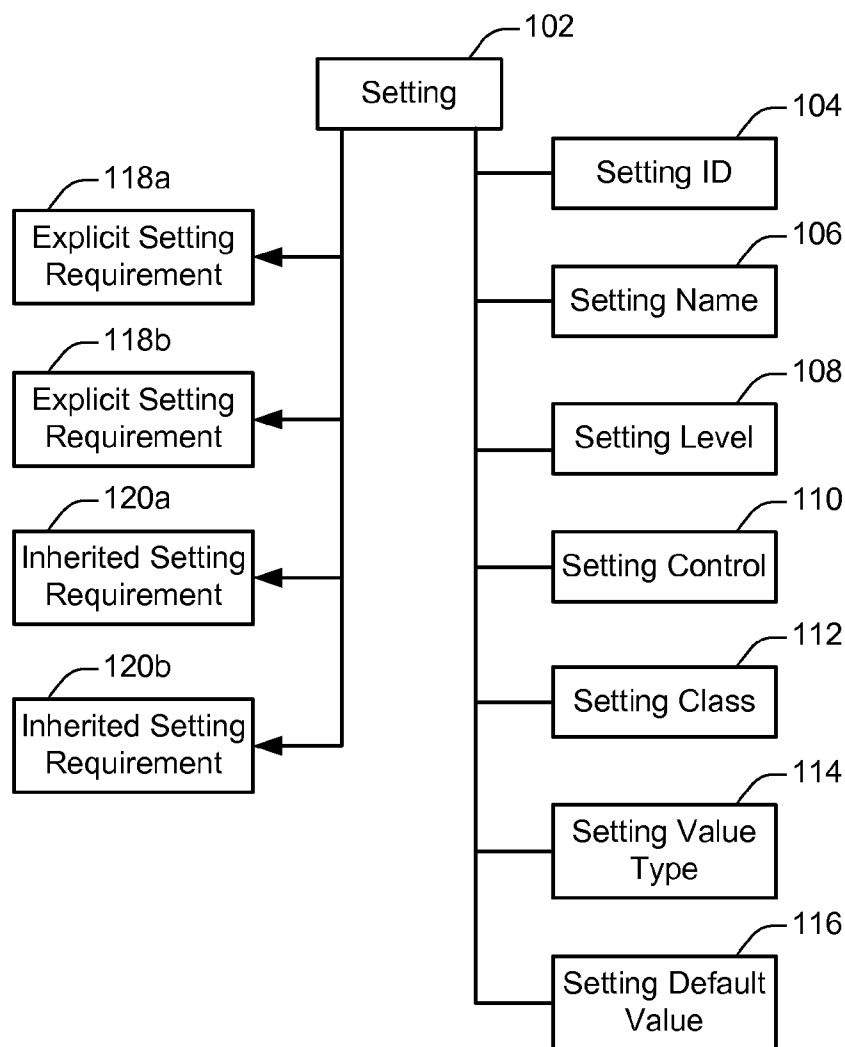 102
Setting
104
Setting ID
118a
Explicit Setting
Requirement
106
Setting Name
118b
Explicit Setting
Requirement
108
Setting Level
120a
Inherited Setting
Requirement
110
Setting Control
120b
Inherited Setting
Requirement
112
Setting Class
114
Setting Value
Type
116
Setting Default
Value